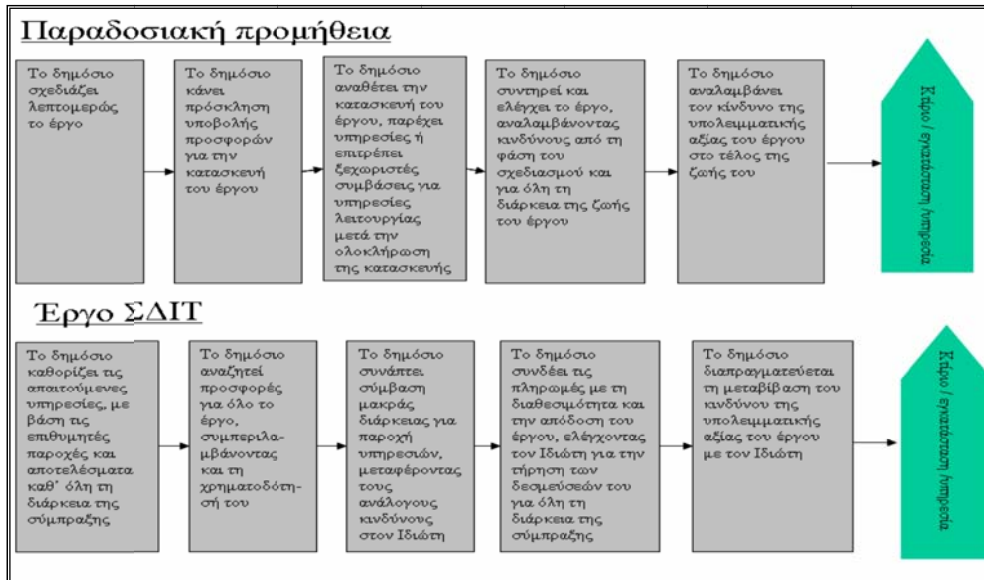 Παραδοσιακή προμήθεια
Το δημόσιο
σχεδιάζει
λεπτομερώς
το έργο
Το δημόσιο
κάνει
πρόσκληση
υποβολής
προσφορών
για την
κατασκευή
του έργου
Το δημόσιο
αναθέτει την
κατασκευή του
έργου, παρέχει
υπηρεσίες ή
επιτρέπει
ξεχωριστές
συμβάσεις για
υπηρεσίες
λειτουργίας
μετά την
ολοκλήρωση
της κατασκευής
Το δημόσιο
συντηρεί και
ελέγχει το έργο,
αναλαμβάνοντας
κινδύνους από τη
φάση του
σχεδιασμού και
για όλη τη
διάρκεια της ζωής
του έργου
Το δημόσιο
αναλαμβάνει
τον κίνδυνο της
υπολειμματικής
αξίας του έργου
στο τέλος της
ζωής του
Κτίριο / εγκατάσταση /υπηρεσία
Έργο ΣΔΙΤ
Το δημόσιο
καθορίζει τις
απαιτούμενες
υπηρεσίες, με
βάση τις
επιθυμητές
παροχές και
αποτελέσματα
καθ' όλη τη
διάρκεια της
σύμπραξης
Το δημόσιο
αναζητεί
προσφορές
για όλο το
έργο,
συμπεριλα-
μβάνοντας
και τη
χρηματοδότη-
σή του
Το δημόσιο
συνάπτει
σύμβαση
μακράς
διάρκειας για
παροχή
υπηρεσιών,
μεταφέροντας
τους
ανάλογους
κινδύνους
στον Ιδιώτη
Το δημόσιο
συνδέει τις
πληρωμές με τη
διαθεσιμότητα και
την απόδοση του
έργου, ελέγχοντας
τον Ιδιώτη για την
τήρηση των
δεσμεύσεών του
για όλη τη
διάρκεια της
σύμπραξης
Το δημόσιο
διαπραγματεύεται
τη μεταβίβαση του
κινδύνου της
υπολειμματικής
αξίας του έργου
με τον Ιδιώτη
Κτίριο / εγκατάσταση /υπηρεσία